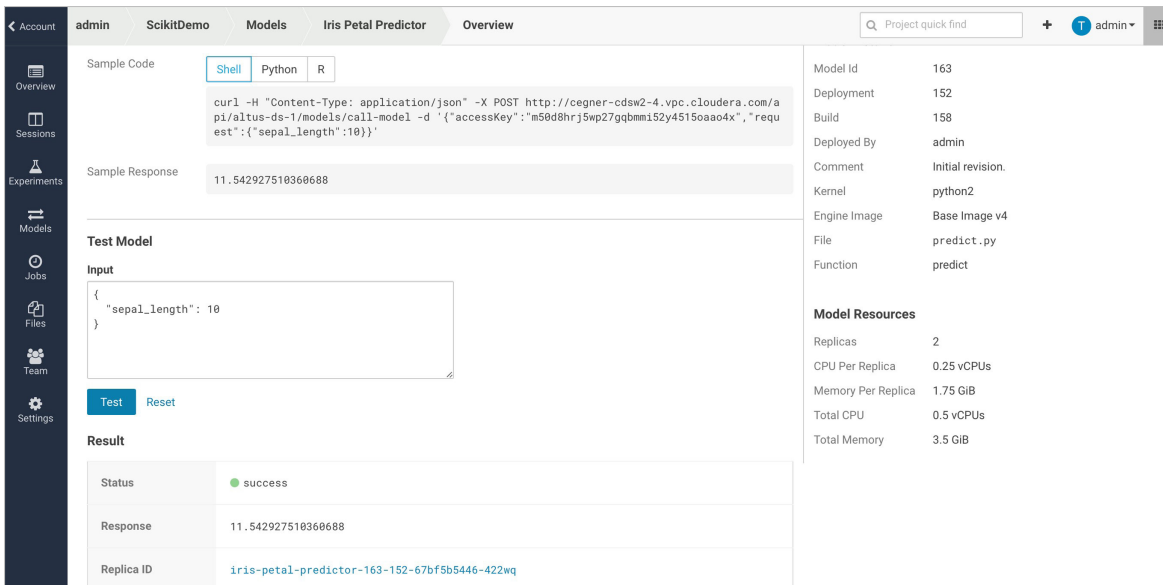 Account
admin
ScikitDemo
Models
Iris Petal Predictor
Overview
Project quick find
+
T
admin
Overview
Sessions
Experiments
Models
Jobs
Files
Team
Settings
Sample Code
Shell
Python
R
curl -H "Content-Type: application/json" -X POST http://cegner-cdsw2-4.vpc.cloudera.com/a
pi/altus-ds-1/models/call-model -d '{"accessKey":"m50d8hrj5wp27gqbmmi52y4515oaao4x","requ
est":{"sepal_length":10}}'
Sample Response
11.542927510360688
Test Model
Input
{
"sepal_length": 10
}
Test
Reset
Result
Status
success
Response
11.542927510360688
Replica ID
iris-petal-predictor-163-152-67bf5b5446-422wq
Model Id 163
Deployment 152
Build 158
Deployed By admin
Comment Initial revision.
Kernel python2
Engine Image Base Image v4
File predict.py
Function predict
Model Resources
Replicas 2
CPU Per Replica 0.25 vCPUs
Memory Per Replica 1.75 GiB
Total CPU 0.5 vCPUs
Total Memory 3.5 GiB